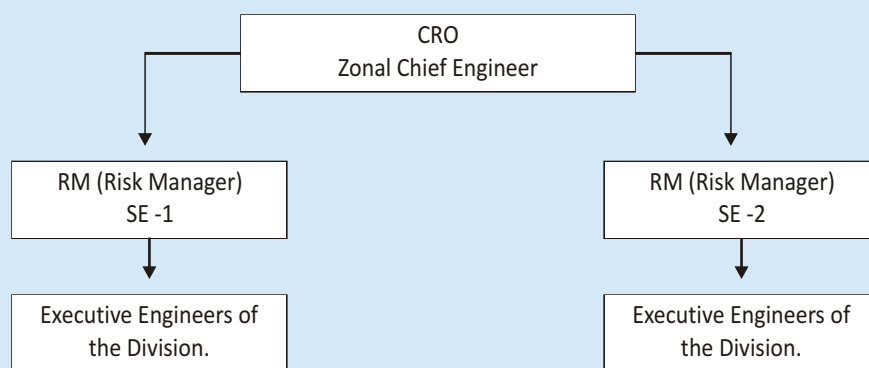 CRO
Zonal Chief Engineer
RM (Risk Manager)
SE -1
RM (Risk Manager)
SE -2
Executive Engineers of
the Division.
Executive Engineers of
the Division.